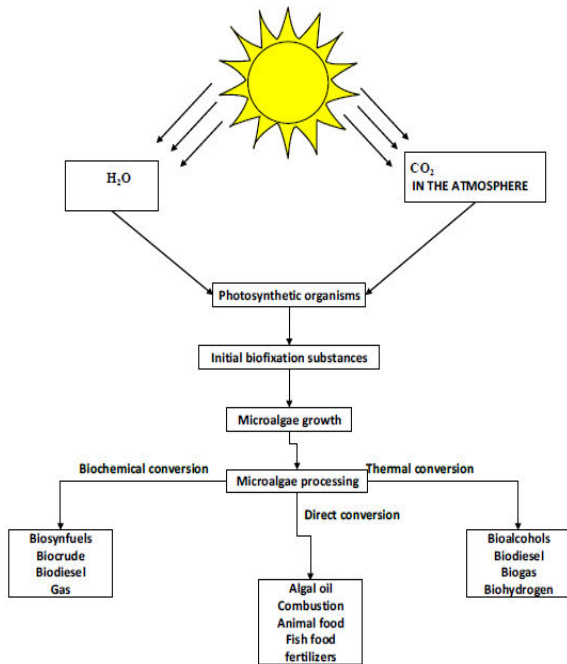 H₂O
CO₂
IN THE ATMOSPHERE
Photosynthetic organisms
Initial biofixation substances
Microalgae growth
Biochemical conversion
Microalgae processing
Thermal conversion
Direct conversion
Biosynfuels
Biocrude
Biodiesel
Gas
Algal oil
Combustion
Animal food
Fish food
fertilizers
Bioalcohols
Biodiesel
Biogas
Biohydrogen